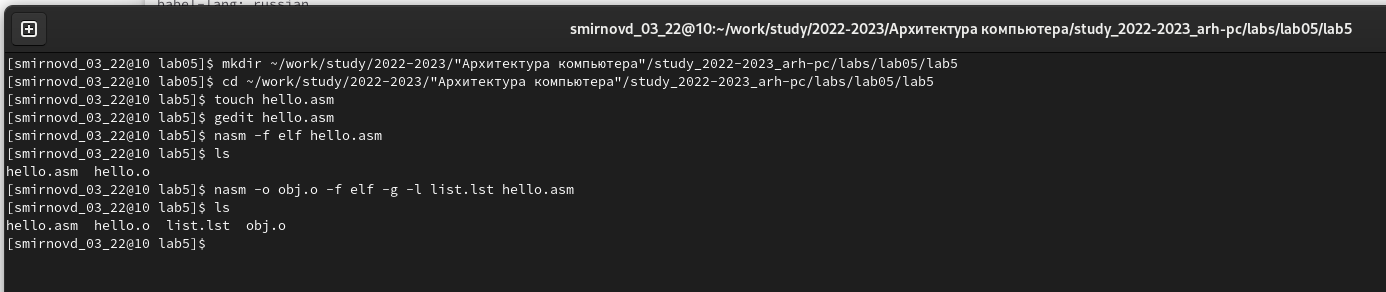 babel-lang: russian
smirnovd_03_22@10:~/work/study/2022-2023/Архитектура компьютера/study_2022-2023_arh-pc/labs/lab05/lab5
[smirnovd_03_22@10 lab05]$ mkdir ~/work/study/2022-2023/"Архитектура компьютера"/study_2022-2023_arh-pc/labs/lab05/lab5
[smirnovd_03_22@10 lab05]$ cd ~/work/study/2022-2023/"Архитектура компьютера"/study_2022-2023_arh-pc/labs/lab05/lab5
[smirnovd_03_22@10 lab5]$ touch hello.asm
[smirnovd_03_22@10 lab5]$ gedit hello.asm
[smirnovd_03_22@10 lab5]$ nasm -f elf hello.asm
[smirnovd_03_22@10 lab5]$ ls
hello.asm  hello.o
[smirnovd_03_22@10 lab5]$ nasm -o obj.o -f elf -g -l list.lst hello.asm
[smirnovd_03_22@10 lab5]$ ls
hello.asm  hello.o  list.lst  obj.o
[smirnovd_03_22@10 lab5]$